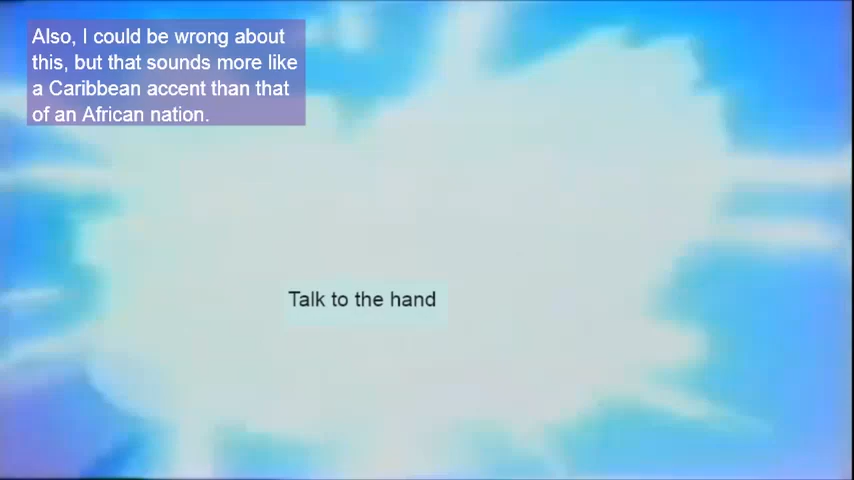 Also, I could be wrong about
this, but that sounds more like
a Caribbean accent than that
of an African nation.
Talk to the hand